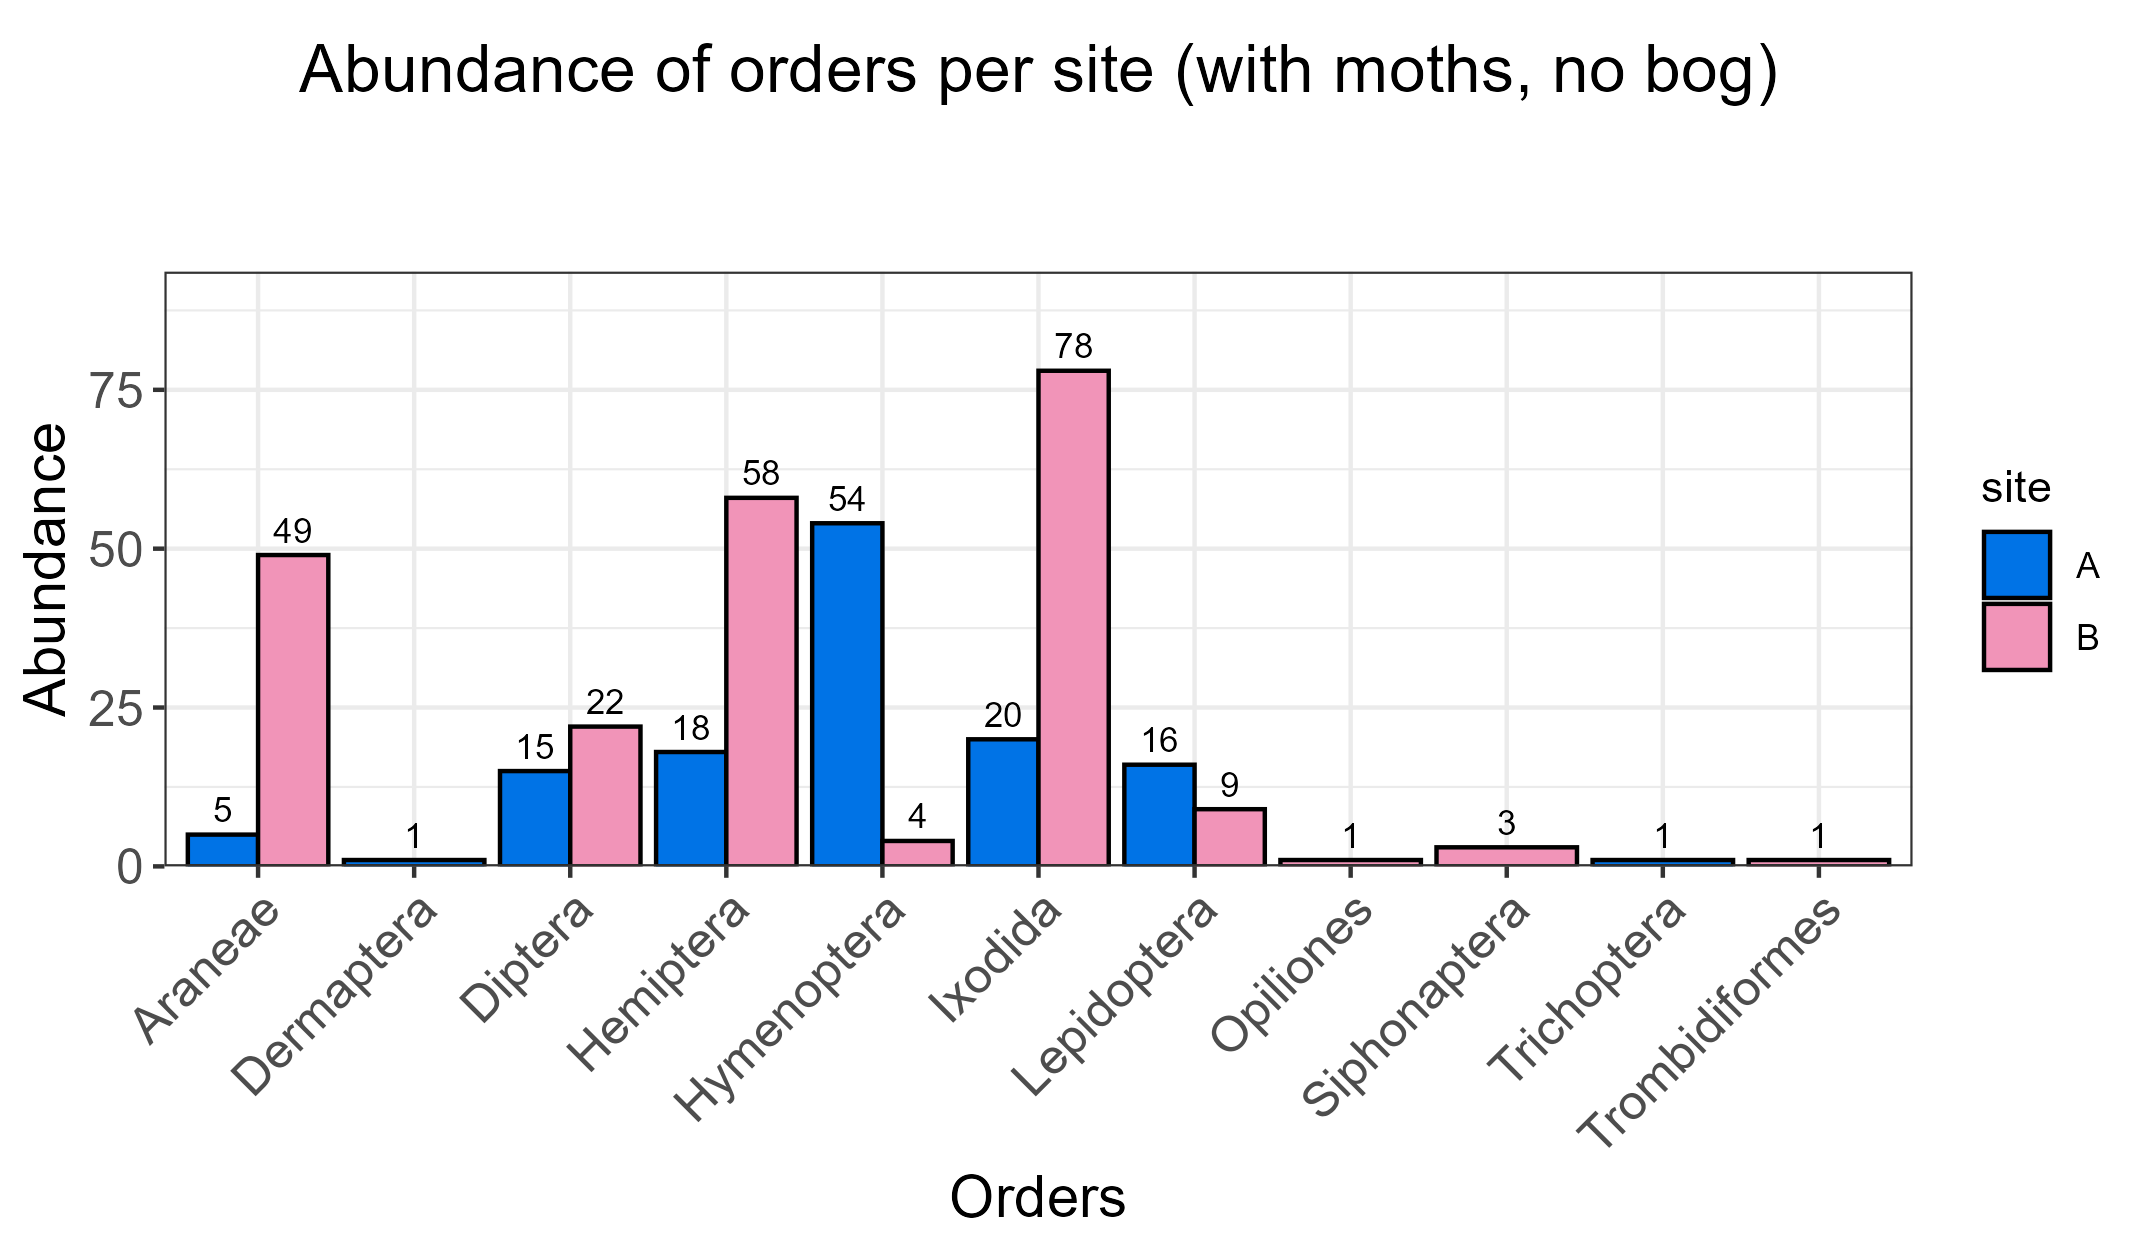 Abundance of orders per site (with moths, no bog)
Abundance
75
50
25
0
5
49
1
15
22
18
58
54
4
20
78
16
9
1
3
1
1
Araneae
Dermaptera
Diptera
Hemiptera
Hymenoptera
Ixodida
Lepidoptera
Opiliones
Siphonaptera
Trichoptera
Trombidiformes
Orders
site
A
B